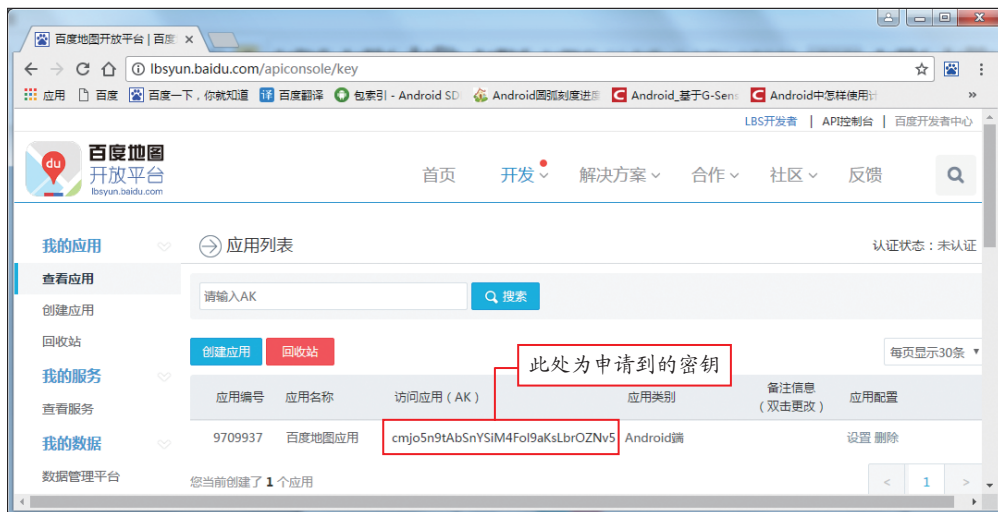 百度地图开放平台 | 百度
lbsyun.baidu.com/apiconsole/key
应用 百度 百度一下，你就知道 译 百度翻译 包索引 - Android SD Android圆弧刻度进度 Android_基于G-Sens Android中怎样使用 »
LBS开发者 | API控制台 | 百度开发者中心
du 百度地图
开放平台
lbsyun.baidu.com
首页 开发 解决方案 合作 社区 反馈
我的应用
查看应用
创建应用
回收站
我的服务
查看服务
我的数据
数据管理平台
应用列表 认证状态：未认证
请输入AK 搜索
创建应用 回收站 每页显示30条
此处为申请到的密钥
应用编号 应用名称 访问应用（AK） 应用类别 备注信息（双击更改） 应用配置
9709937 百度地图应用 cmjo5n9tAbSnYSiM4Fol9aKsLbrOZNv5 Android端 设置 删除
您当前创建了 1 个应用 < 1 >